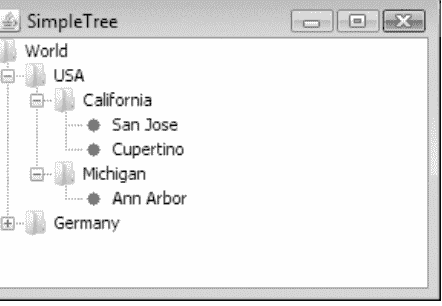 SimpleTree
World
USA
California
San Jose
Cupertino
Michigan
Ann Arbor
Germany